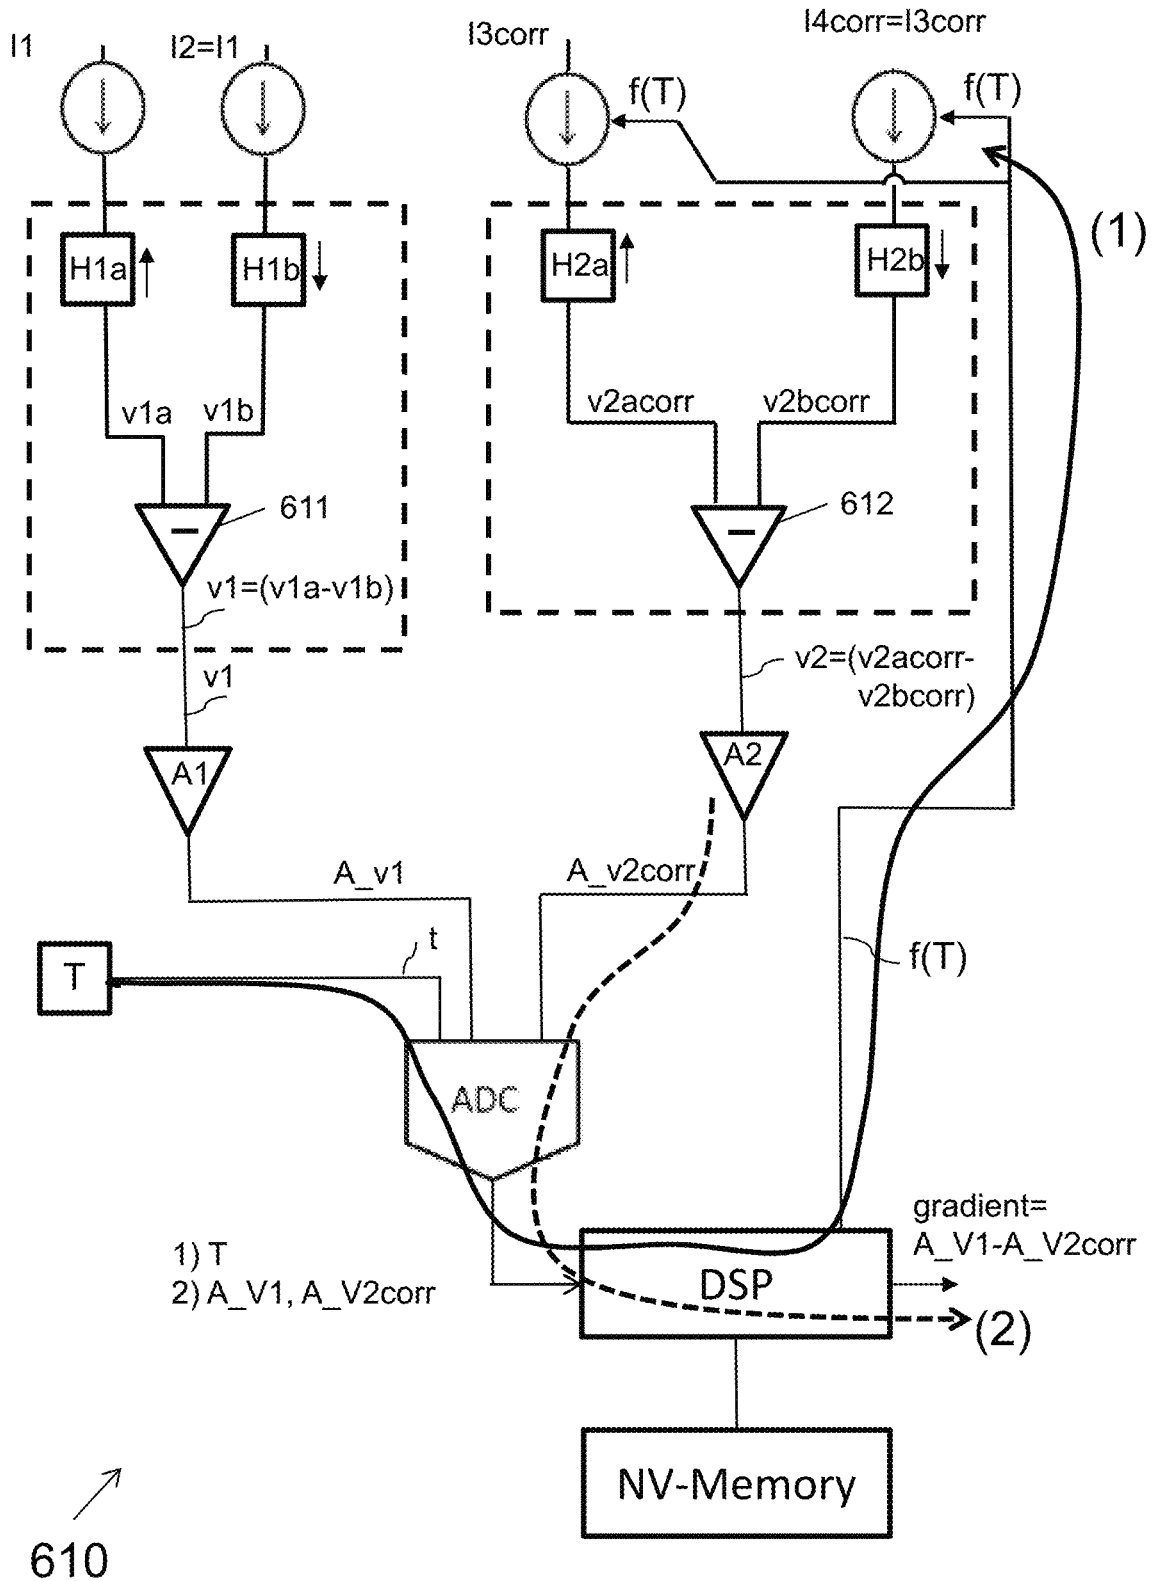 I1
I2=I1
I3corr
I4corr=I3corr
f(T)
f(T)
(1)
H1a
H1b
H2a
H2b
v1a
v1b
v2acorr
v2bcorr
611
612
v1=(v1a-v1b)
v2=(v2acorr-
v2bcorr)
v1
A1
A2
A_v1
A_v2corr
T
t
f(T)
ADC
gradient=
A_V1-A_V2corr
1) T
2) A_V1, A_V2corr
DSP
(2)
NV-Memory
610